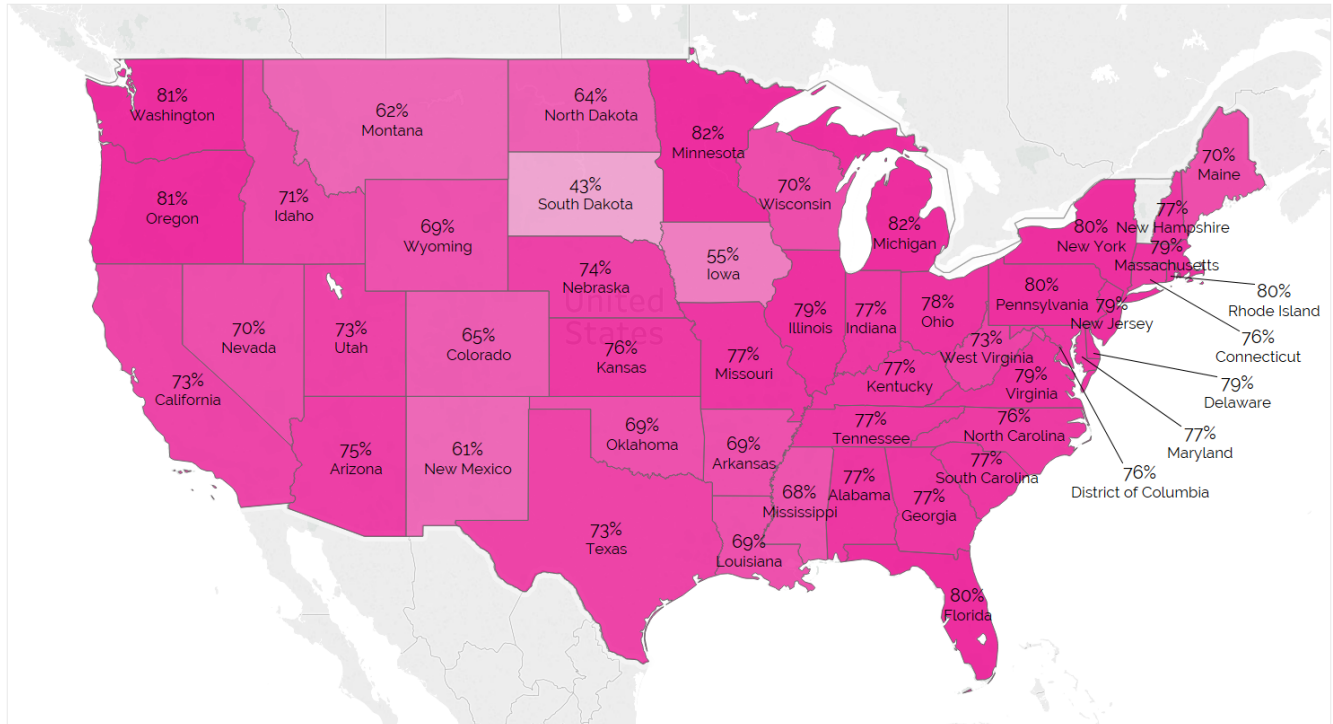 81%
Washington
62%
Montana
64%
North Dakota
82%
Minnesota
70%
Maine
81%
Oregon
71%
Idaho
69%
Wyoming
43%
South Dakota
70%
Wisconsin
82%
Michigan
80%
New York
77%
New Hampshire
79%
Massachusetts
80%
Rhode Island
76%
Connecticut
79%
Delaware
77%
Maryland
76%
District of Columbia
55%
Iowa
74%
Nebraska
United
States
70%
Nevada
73%
Utah
65%
Colorado
76%
Kansas
77%
Missouri
79%
Illinois
77%
Indiana
78%
Ohio
80%
Pennsylvania
79%
New Jersey
73%
West Virginia
79%
Virginia
77%
Kentucky
73%
California
75%
Arizona
61%
New Mexico
69%
Oklahoma
69%
Arkansas
77%
Tennessee
76%
North Carolina
77%
South Carolina
73%
Texas
69%
Louisiana
68%
Mississippi
77%
Alabama
77%
Georgia
80%
Florida